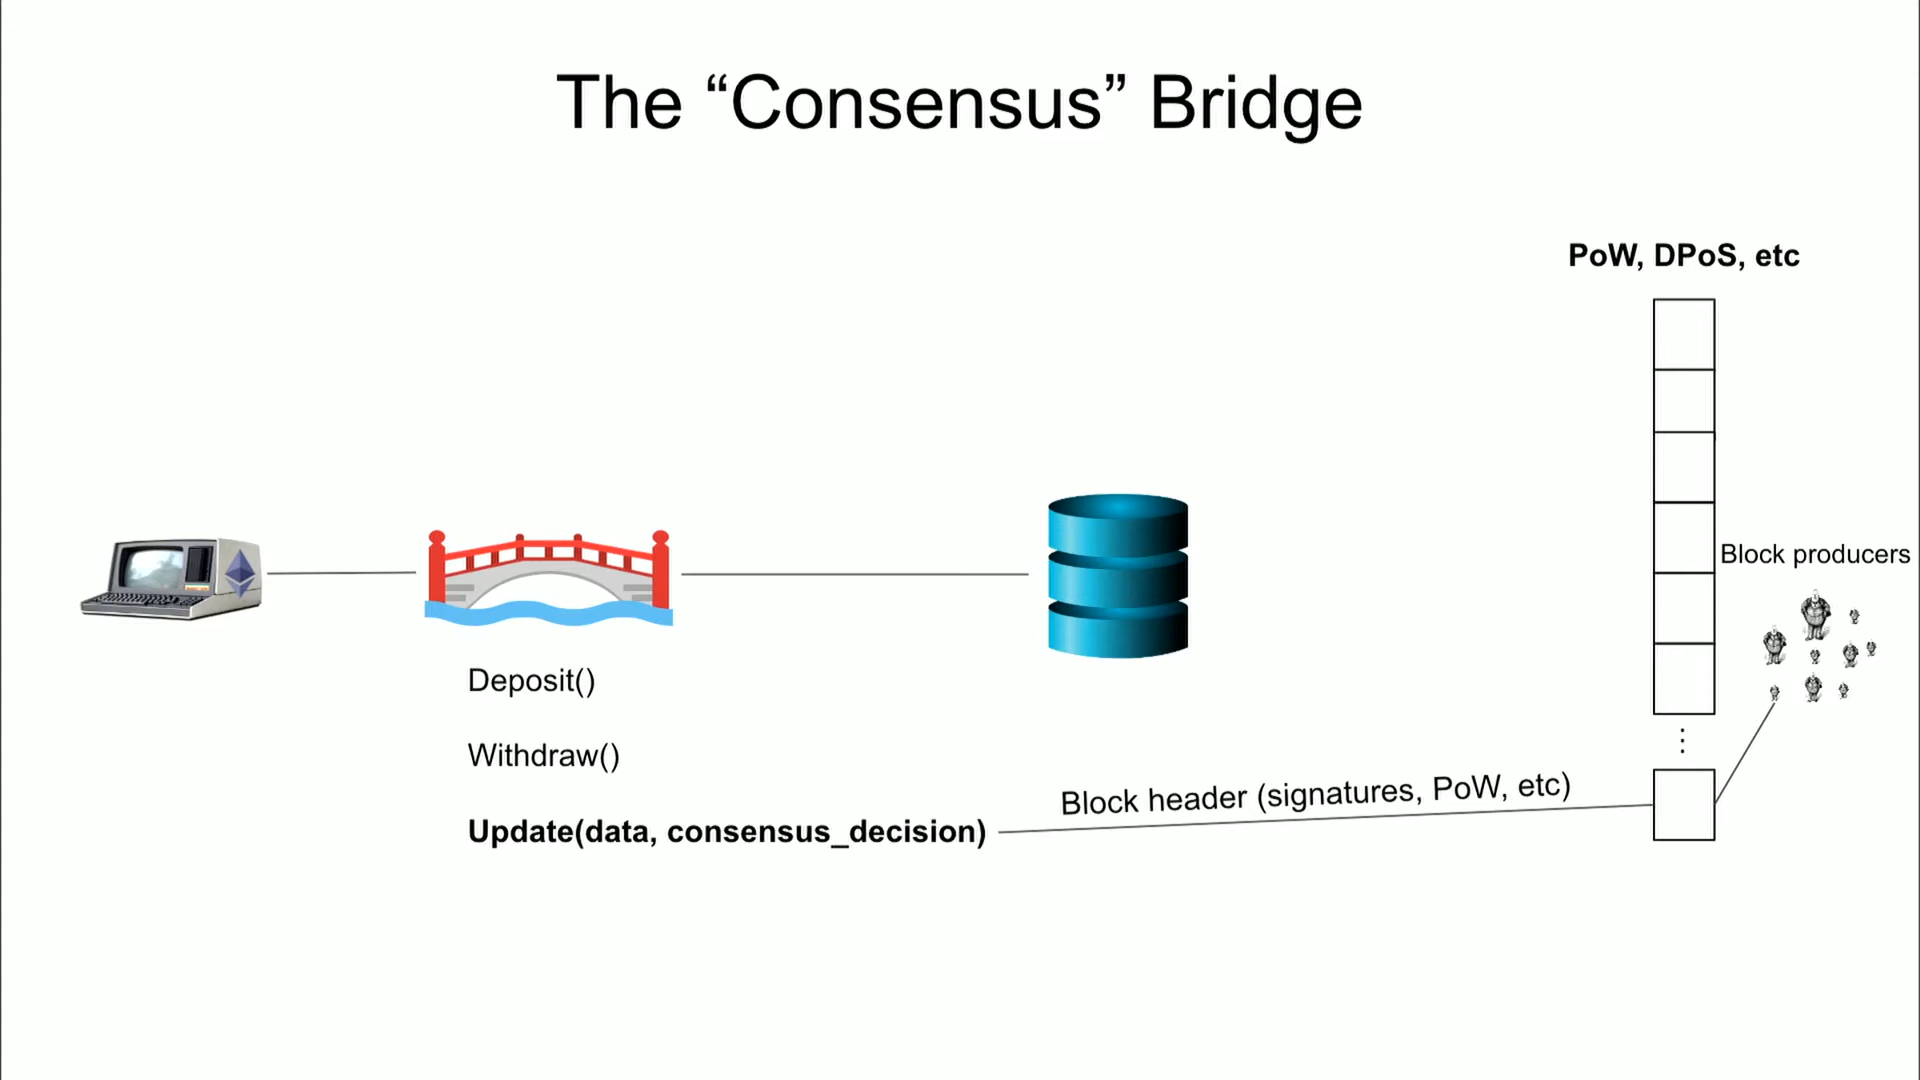 The “Consensus” Bridge
PoW, DPoS, etc
Block producers
Deposit()
Withdraw()
Block header (signatures, PoW, etc)
Update(data, consensus_decision)